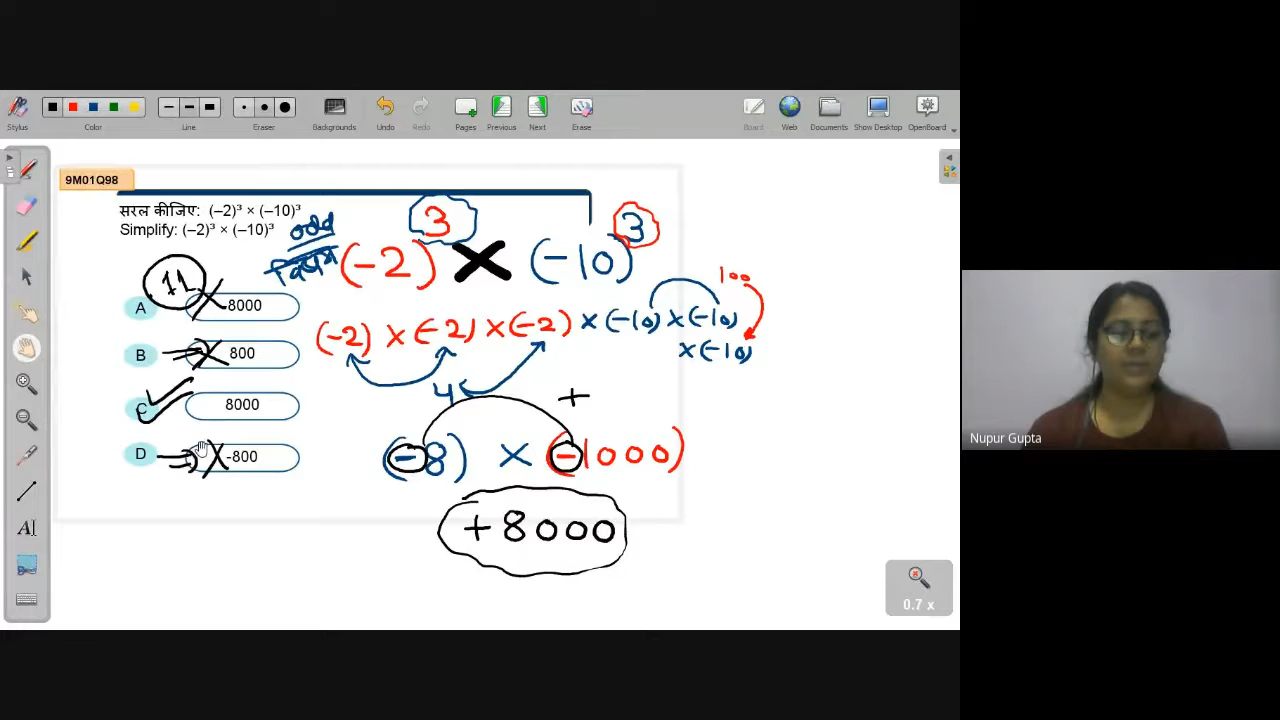 Stylus
Color
Line
Eraser
Backgrounds
Undo
Redo
Pages
Previous
Next
Erase
Board
Web
Documents
Show Desktop
OpenBoard
9M01Q98
सरल कीजिए: (−2)³ × (−10)³
Simplify: (−2)³ × (−10)³
odd
विषम
(-2)³ × (-10)³
11
A 8000
B 800
C 8000
D -800
(-2) × (-2) × (-2) × (-10) × (-10)
100
× (-10)
4
+
(-8) × (-1000)
+8000
Nupur Gupta
0.7 x